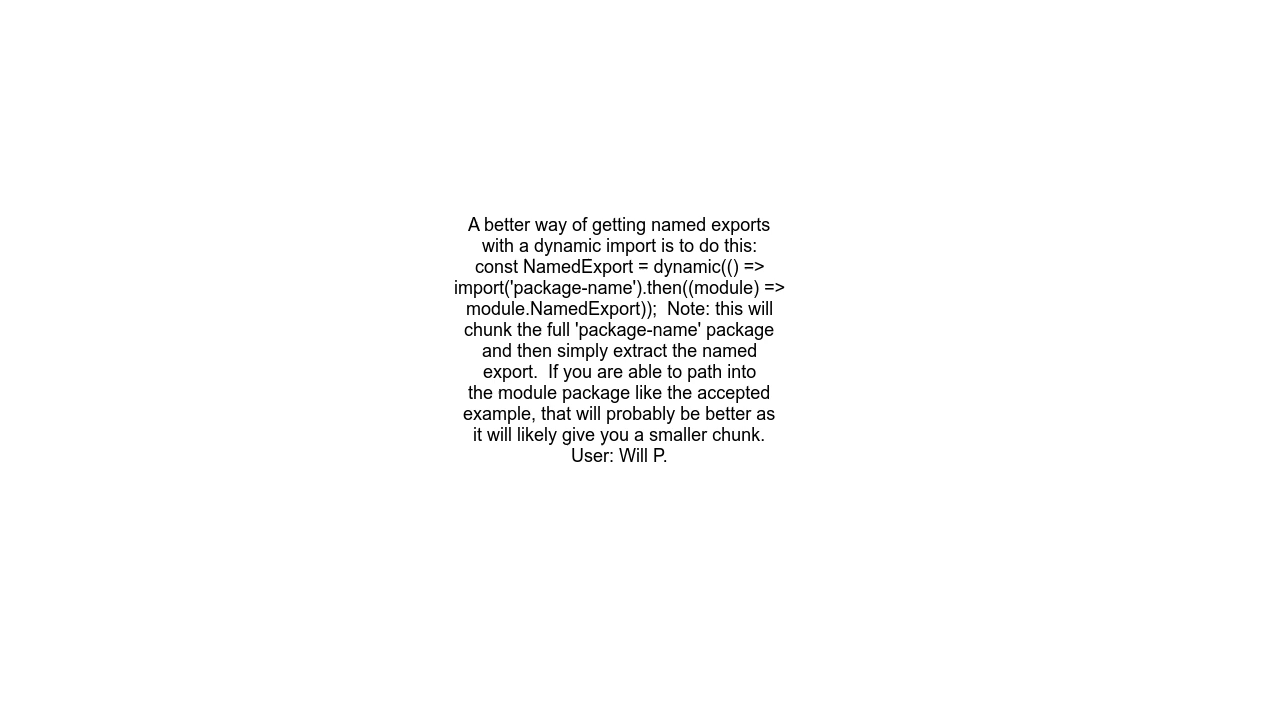 A better way of getting named exports
with a dynamic import is to do this:
const NamedExport = dynamic(() =>
import('package-name').then((module) =>
module.NamedExport));  Note: this will
chunk the full 'package-name' package
and then simply extract the named
export.  If you are able to path into
the module package like the accepted
example, that will probably be better as
it will likely give you a smaller chunk.
User: Will P.